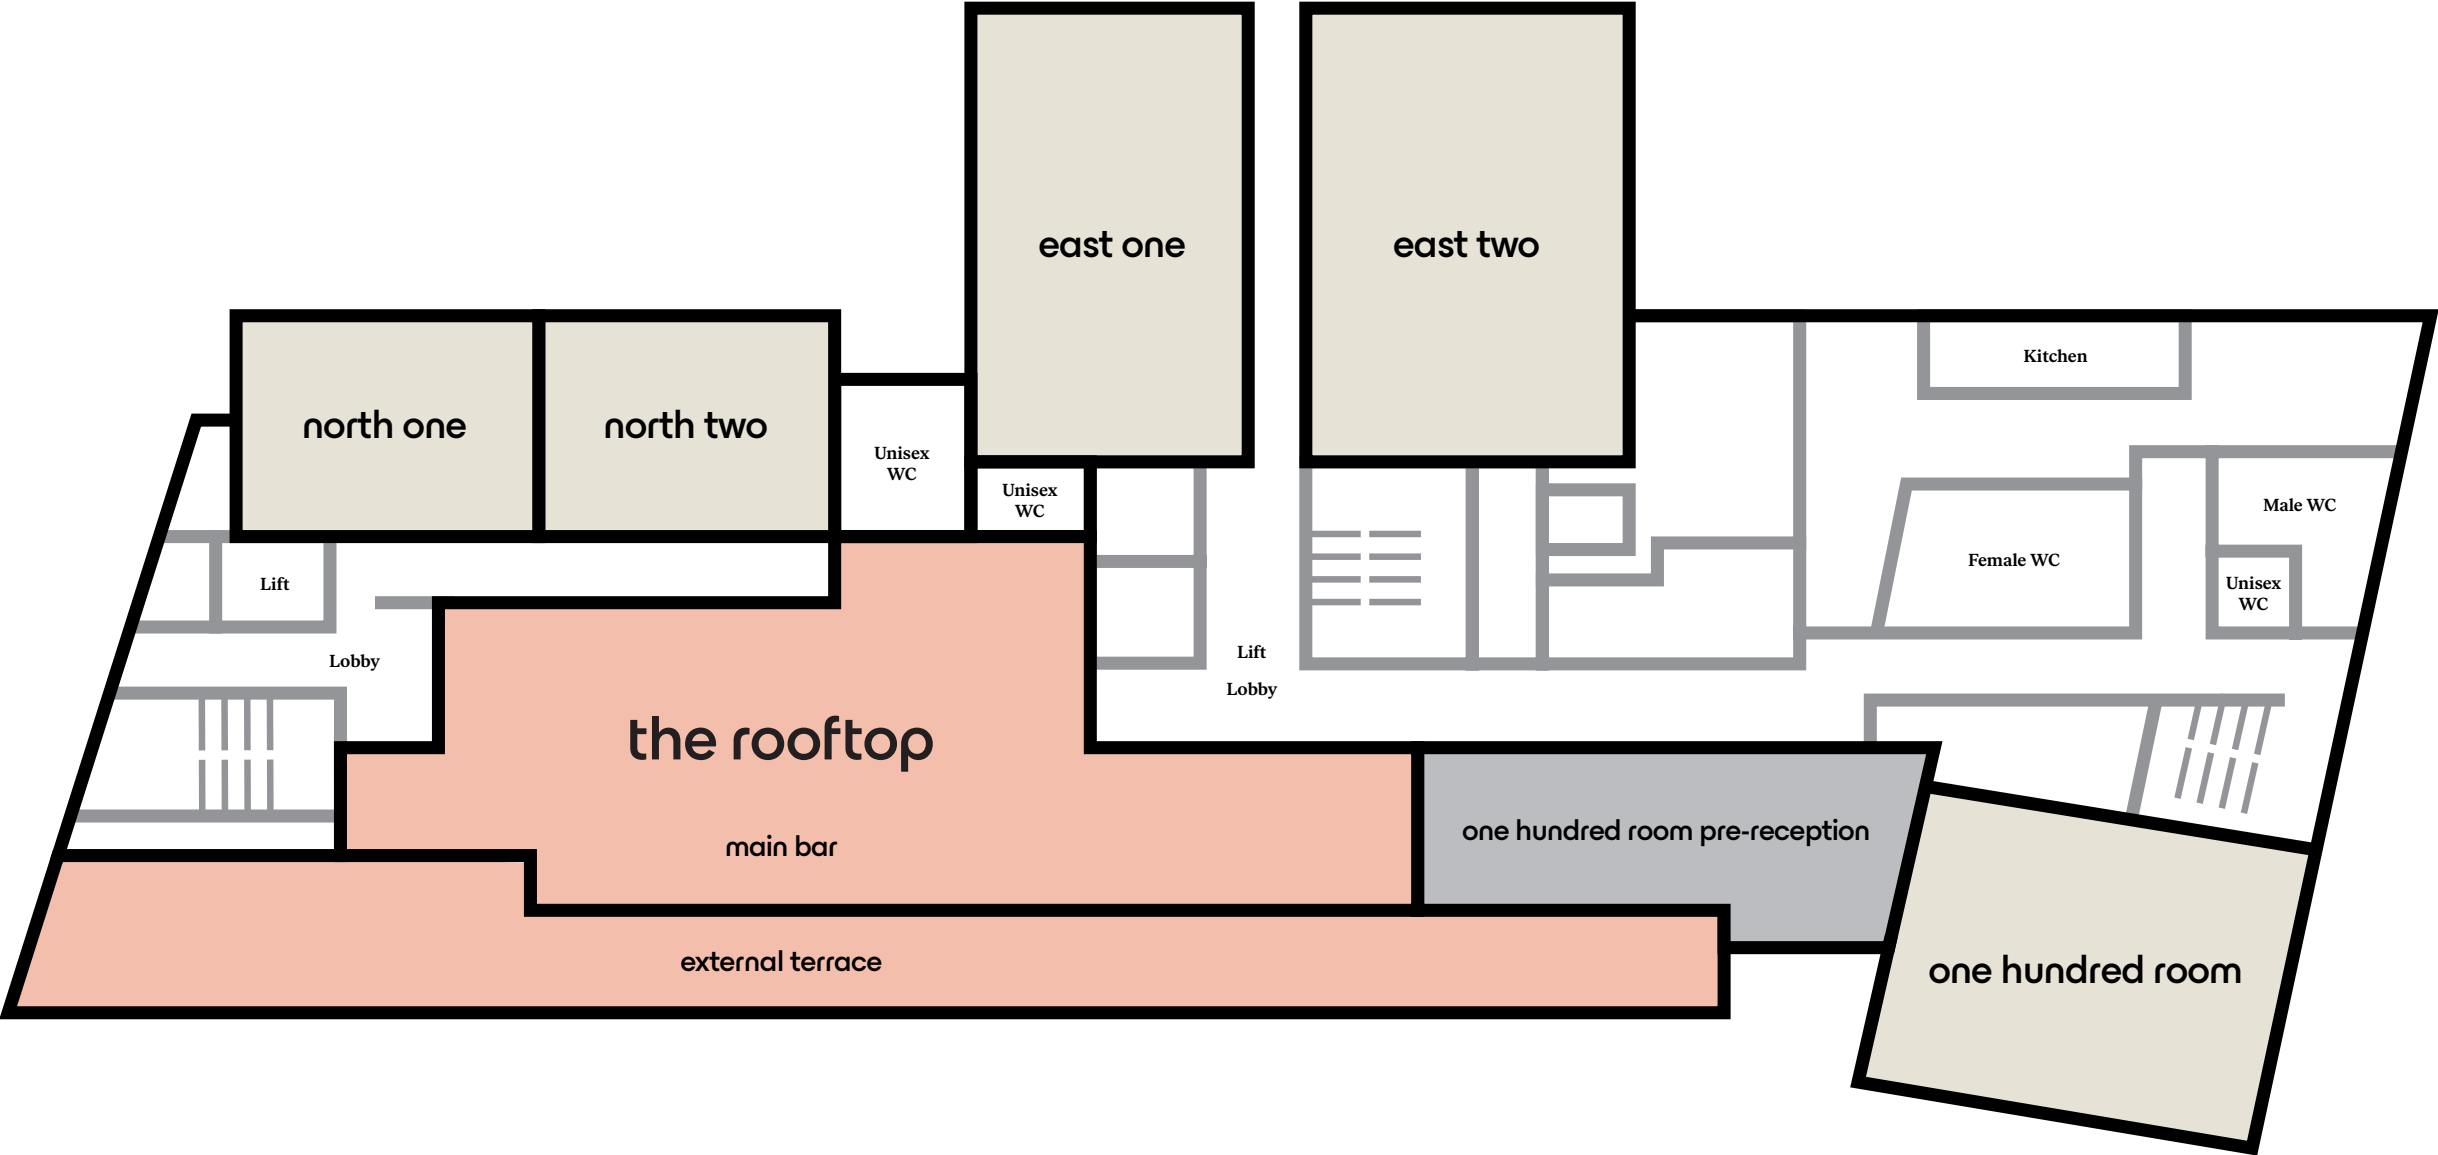 east one
east two
Kitchen
north one
north two
Unisex
WC
Unisex
WC
Male WC
Female WC
Lift
Unisex
WC
Lobby
Lift
Lobby
the rooftop
main bar
one hundred room pre-reception
external terrace
one hundred room